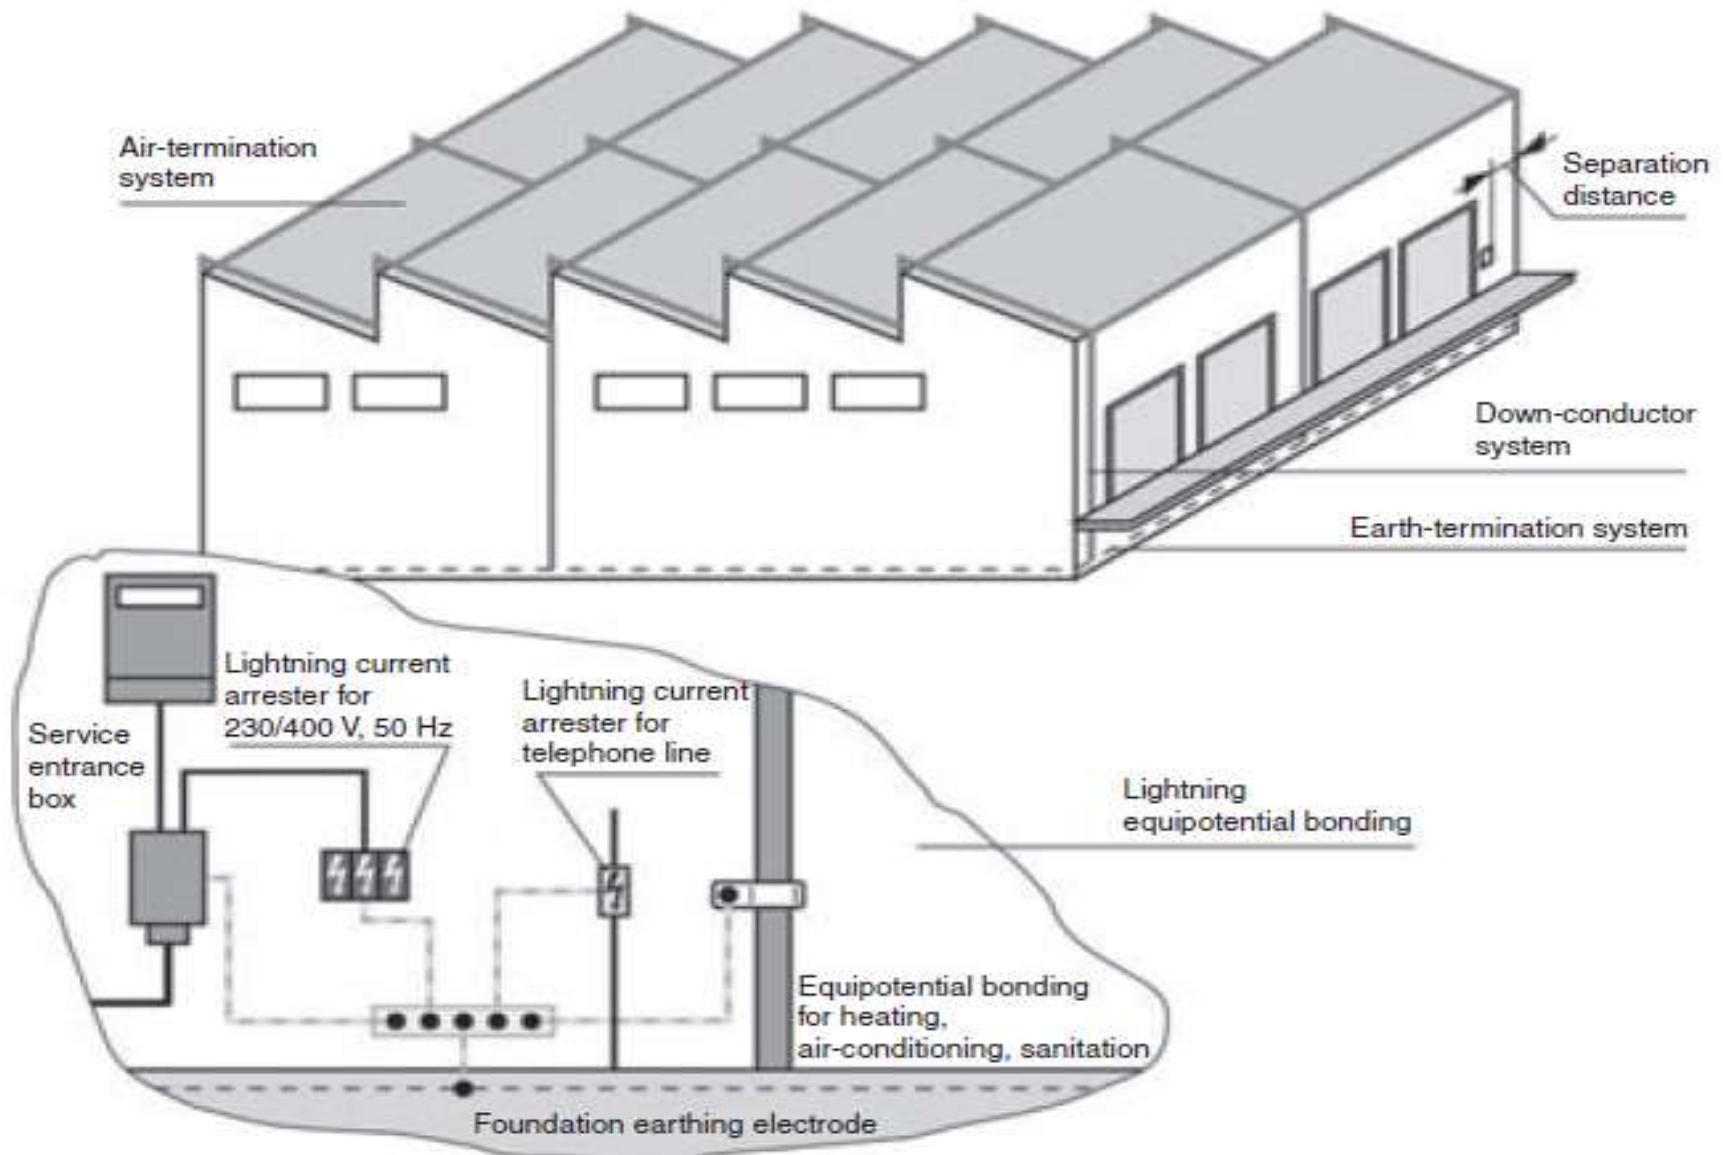 Air-termination
system
Separation
distance
Down-conductor
system
Earth-termination system
Lightning current
arrester for
230/400 V, 50 Hz
Lightning current
arrester for
telephone line
Service
entrance
box
Lightning
equipotential bonding
Equipotential bonding
for heating,
air-conditioning, sanitation
Foundation earthing electrode